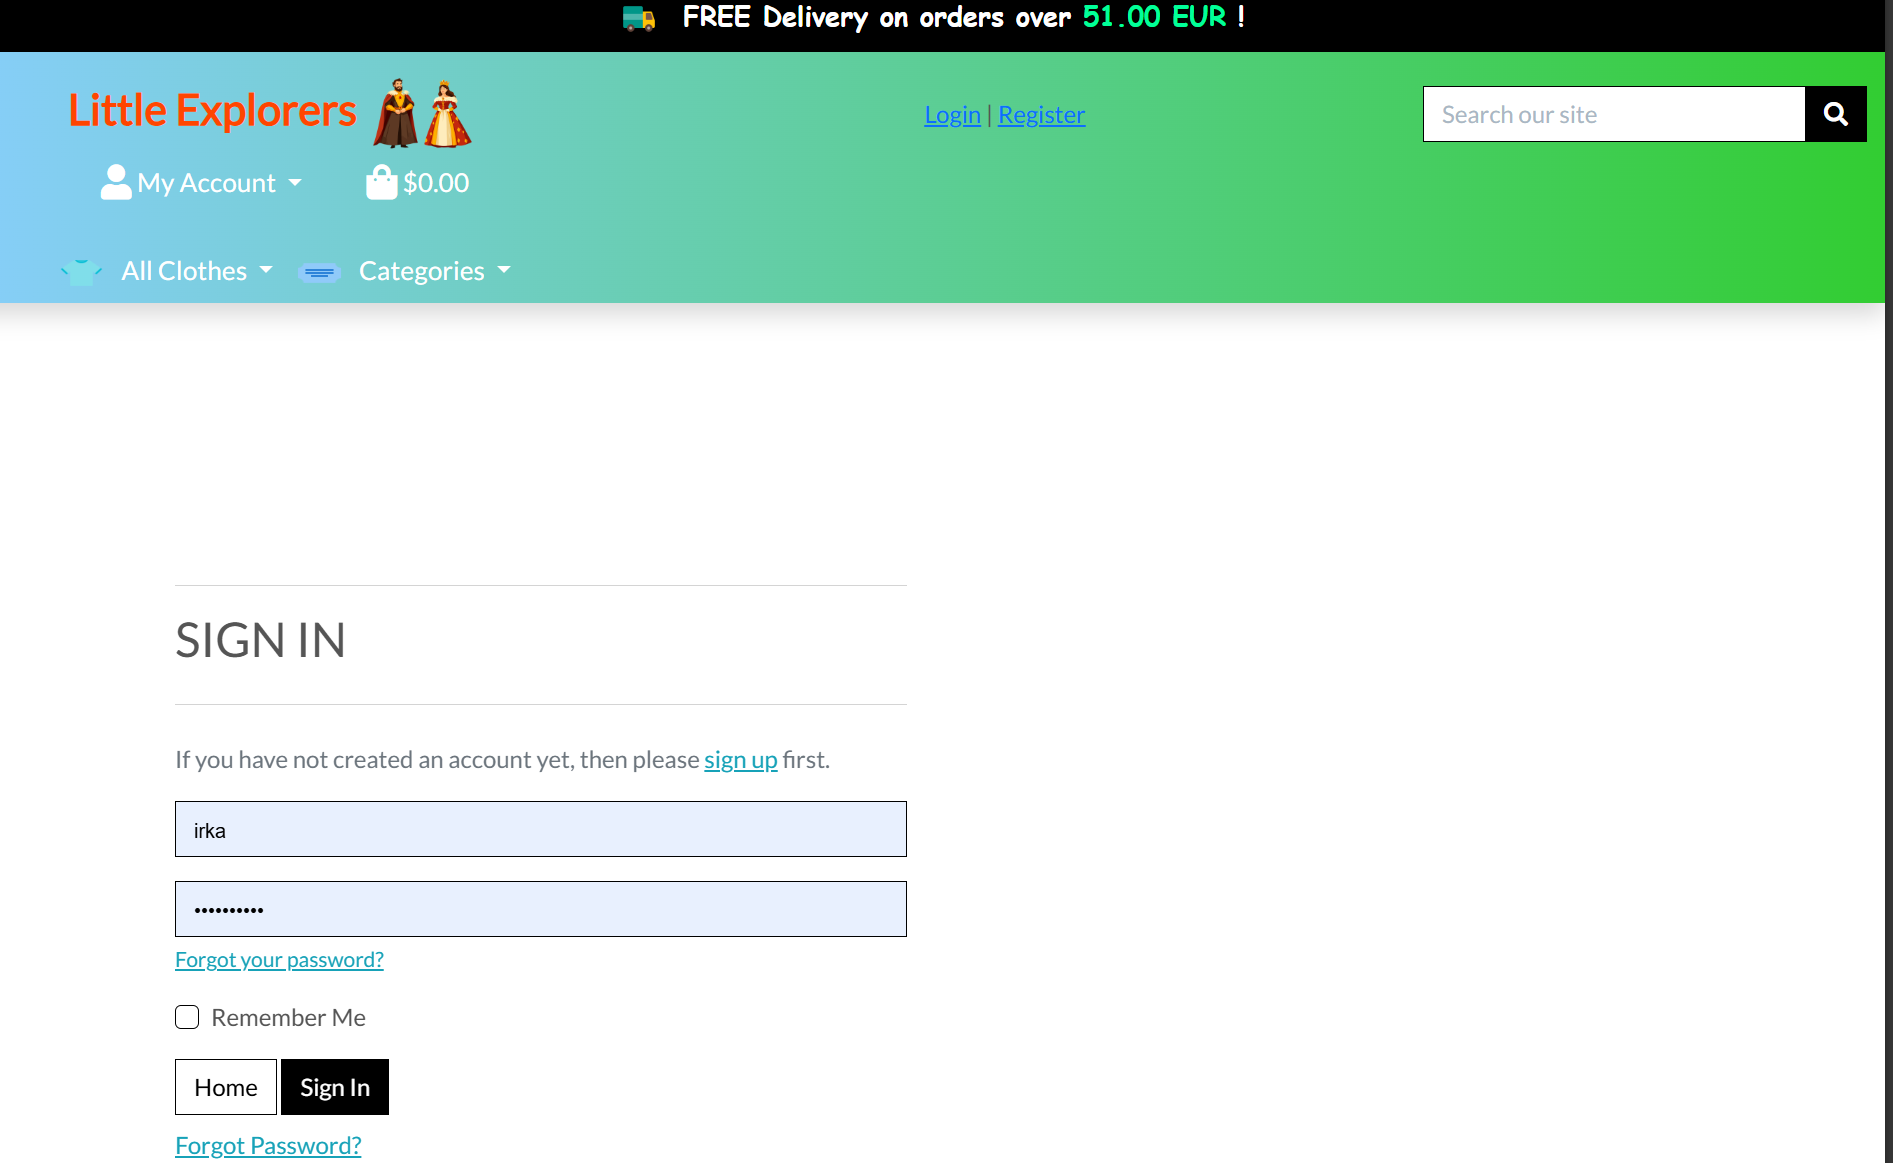 FREE Delivery on orders over 51.00 EUR !
Little Explorers
Login | Register
Search our site
My Account
$0.00
All Clothes
Categories
SIGN IN
If you have not created an account yet, then please sign up first.
irka
••••••••••
Forgot your password?
Remember Me
Home
Sign In
Forgot Password?